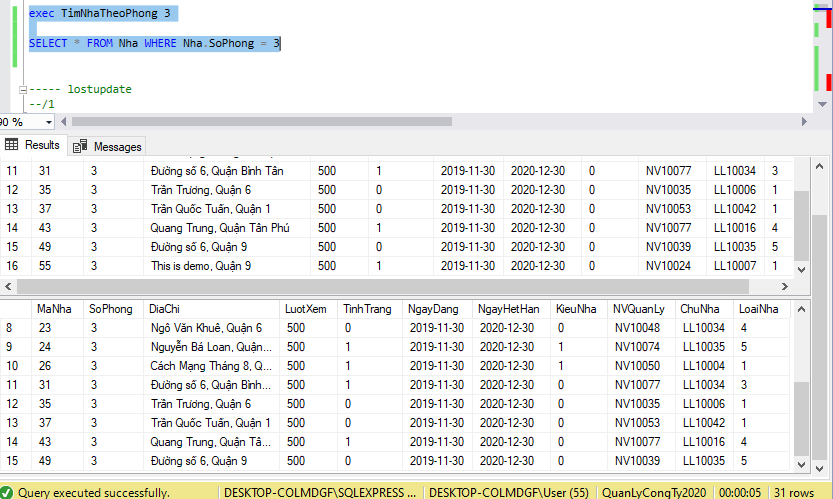 exec TimNhaTheoPhong 3
SELECT * FROM Nha WHERE Nha.SoPhong = 3
----- lostupdate
--/1
90 %
Results Messages
11 31 3 Đường số 6, Quận Bình Tân 500 1 2019-11-30 2020-12-30 0 NV10077 LL10034 3
12 35 3 Trần Trương, Quận 6 500 0 2019-11-30 2020-12-30 0 NV10035 LL10006 1
13 37 3 Trần Quốc Tuấn, Quận 1 500 0 2019-11-30 2020-12-30 0 NV10053 LL10042 1
14 43 3 Quang Trung, Quận Tân Phú 500 1 2019-11-30 2020-12-30 0 NV10077 LL10016 4
15 49 3 Đường số 6, Quận 9 500 0 2019-11-30 2020-12-30 0 NV10039 LL10035 5
16 55 3 This is demo, Quận 9 500 1 2019-11-30 2020-12-30 0 NV10024 LL10007 1
MaNha SoPhong DiaChi LuotXem TinhTrang NgayDang NgayHetHan KieuNha NVQuanLy ChuNha LoaiNha
8 23 3 Ngô Văn Khuê, Quận 6 500 0 2019-11-30 2020-12-30 0 NV10048 LL10034 4
9 24 3 Nguyễn Bá Loan, Quận... 500 1 2019-11-30 2020-12-30 1 NV10074 LL10035 5
10 26 3 Cách Mạng Tháng 8, Q... 500 1 2019-11-30 2020-12-30 1 NV10050 LL10004 1
11 31 3 Đường số 6, Quận Bình... 500 1 2019-11-30 2020-12-30 0 NV10077 LL10034 3
12 35 3 Trần Trương, Quận 6 500 0 2019-11-30 2020-12-30 0 NV10035 LL10006 1
13 37 3 Trần Quốc Tuấn, Quận 1 500 0 2019-11-30 2020-12-30 0 NV10053 LL10042 1
14 43 3 Quang Trung, Quận Tâ... 500 1 2019-11-30 2020-12-30 0 NV10077 LL10016 4
15 49 3 Đường số 6, Quận 9 500 0 2019-11-30 2020-12-30 0 NV10039 LL10035 5
Query executed successfully. DESKTOP-COLMDGF\SQLEXPRESS ... DESKTOP-COLMDGF\User (55) QuanLyCongTy2020 00:00:05 31 rows